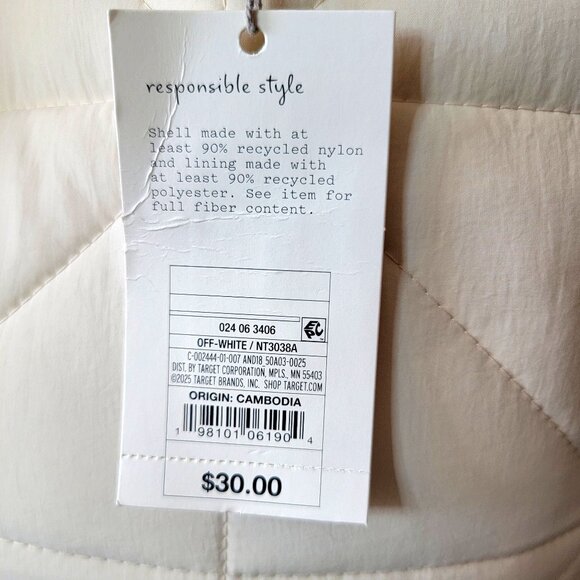 responsible style
Shell made with at
least 90% recycled nylon
and lining made with
at least 90% recycled
polyester. See item for
full fiber content.
024 06 3406
OFF-WHITE / NT3038A
C-002444-01-007 AND18 50A03-0025
DIST. BY TARGET CORPORATION, MPLS., MN 55403
©2025 TARGET BRANDS, INC. SHOP TARGET.COM
ORIGIN: CAMBODIA
1 98101 06190 4
$30.00